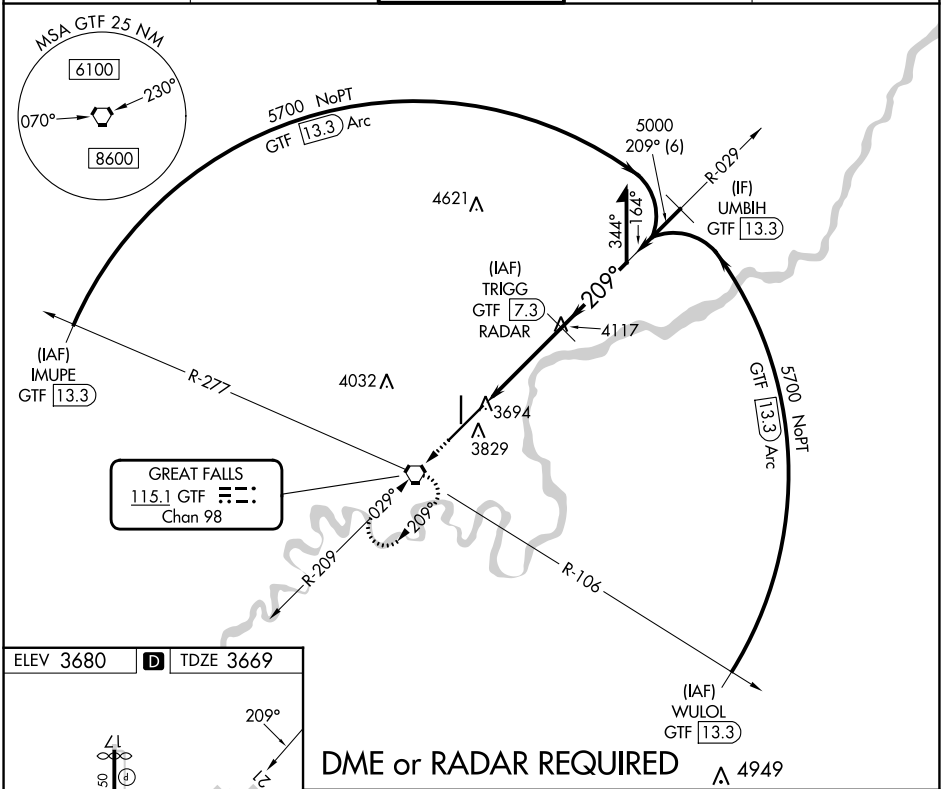 MSA GTF 25 NM
6100
230°
070°
8600
5700 NoPT
GTF 13.3 Arc
5000
209° (6)
R-029
(IF)
UMBIH
GTF 13.3
4621
344°
164°
209°
(IAF)
TRIGG
GTF 7.3
RADAR
4117
(IAF)
IMUPE
GTF 13.3
R-277
4032
3694
3829
5700 NoPT
GTF 13.3 Arc
GREAT FALLS
115.1 GTF
Chan 98
029°
209°
R-209
R-106
(IAF)
WULOL
GTF 13.3
ELEV 3680
D
TDZE 3669
209°
17
50
P
21
DME or RADAR REQUIRED
4949